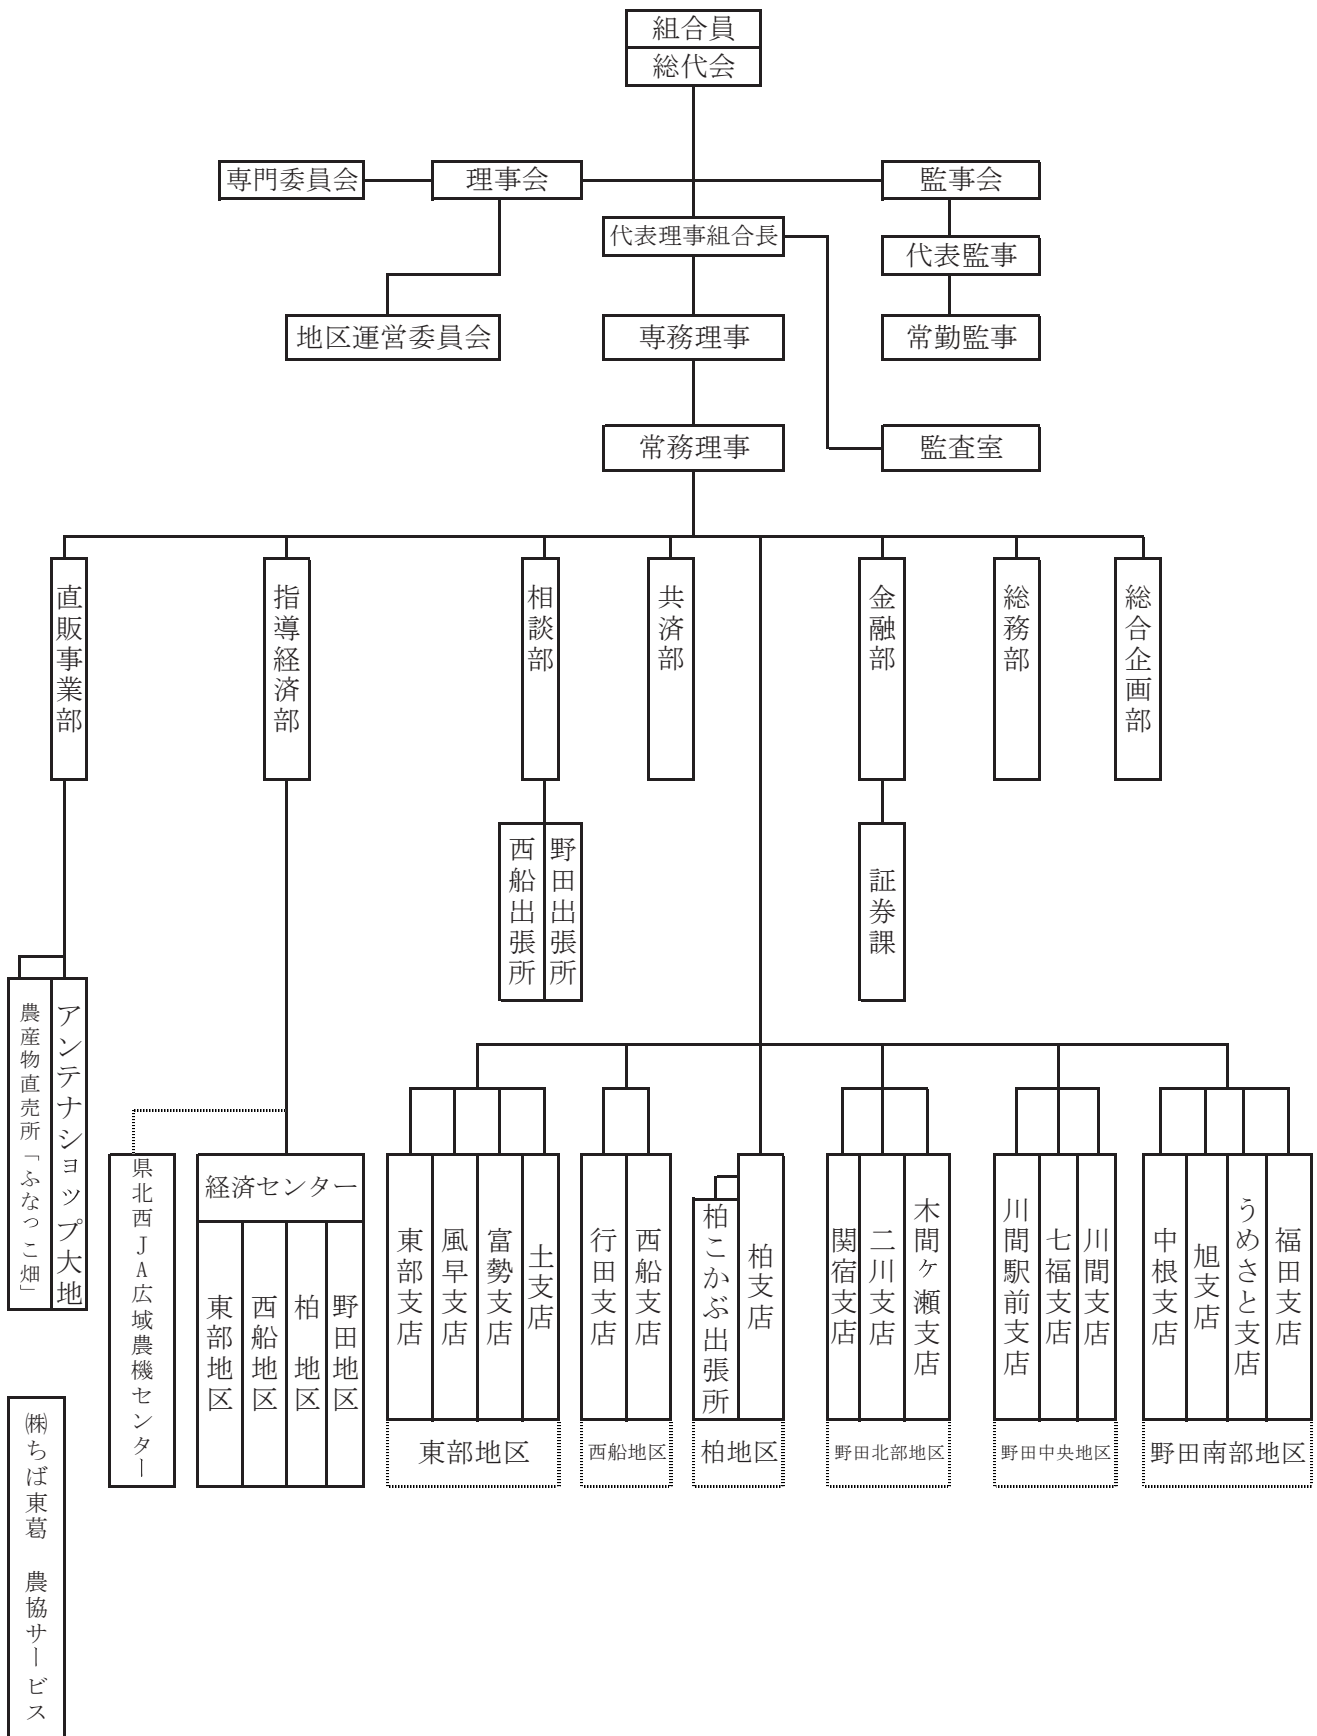 組合員
総代会
専門委員会
理事会
監事会
代表理事組合長
代表監事
地区運営委員会
専務理事
常勤監事
常務理事
監査室
直販事業部
指導経済部
相談部
共済部
金融部
総務部
総合企画部
西船出張所
野田出張所
証券課
農産物直売所「ふなっこ畑」
アンテナショップ大地
県北西JA広域農機センター
経済センター
東部地区
西船地区
柏 地区
野田地区
東部支店
風早支店
富勢支店
土支店
行田支店
西船支店
柏こかぶ出張所
柏支店
関宿支店
二川支店
木間ヶ瀬支店
川間駅前支店
七福支店
川間支店
中根支店
旭支店
うめさと支店
福田支店
東部地区
西船地区
柏地区
野田北部地区
野田中央地区
野田南部地区
㈱ちば東葛 農協サービス